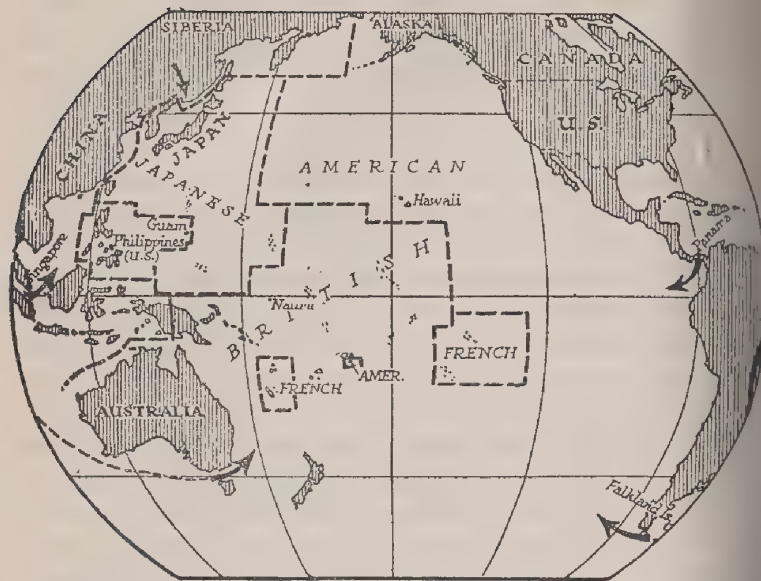 SIBERIA
ALASKA
CANADA
U.S.
CHINA
JAPAN
JAPANESE
AMERICAN
Hawaii
Guam
Philippines
(U.S.)
Singapore
Panama
BRITISH
Nauru
FRENCH
AMER.
FRENCH
AUSTRALIA
Falkland Is.